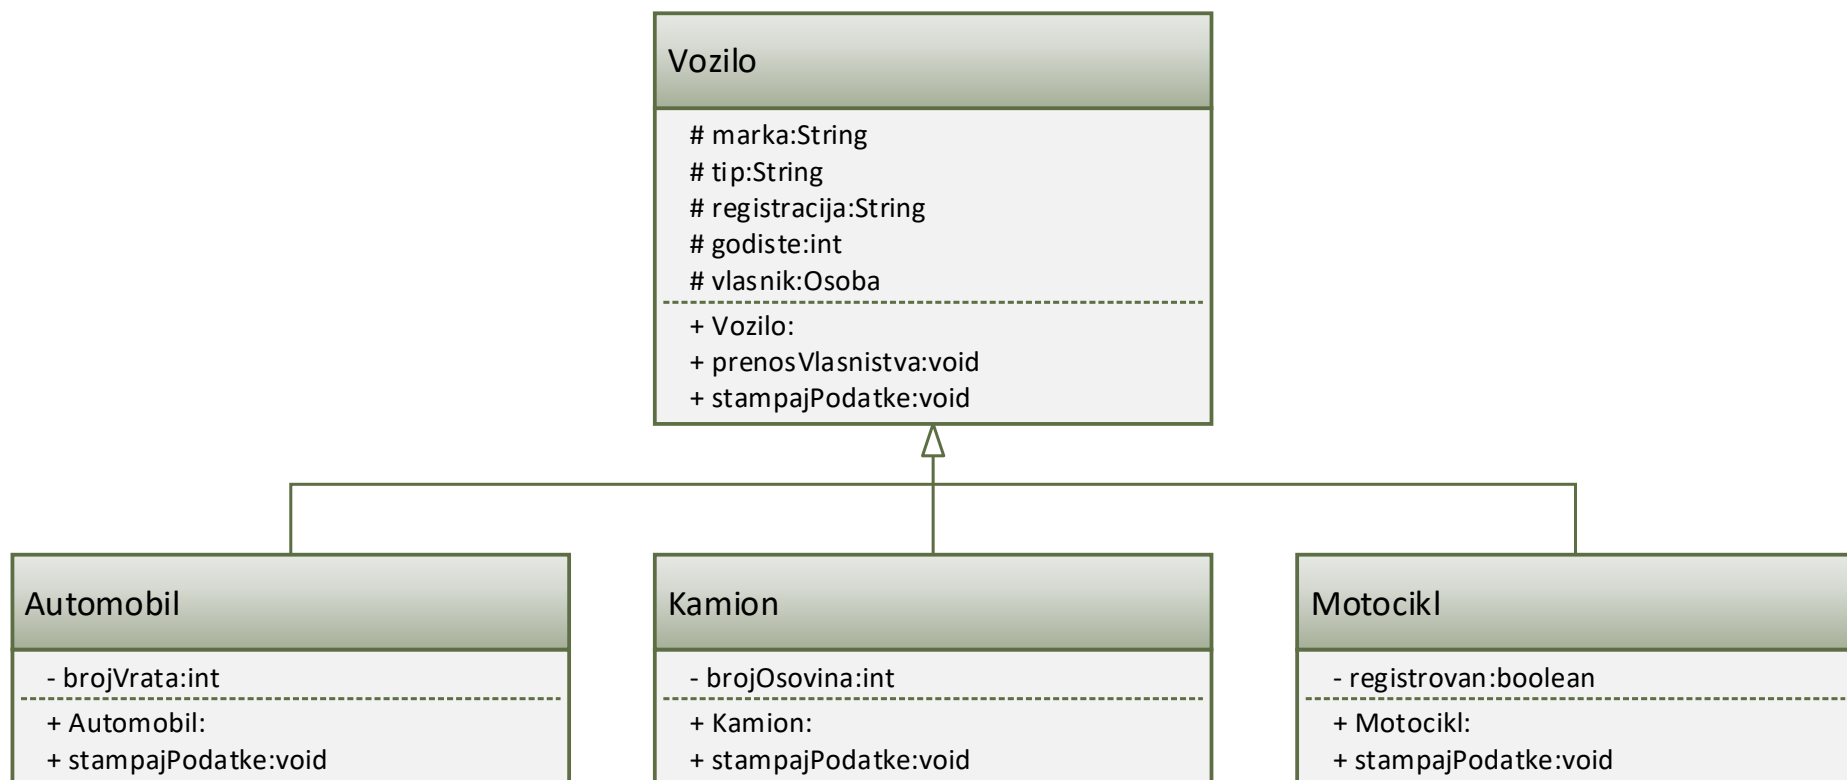 Vozilo
# marka:String
# tip:String
# registracija:String
# godiste:int
# vlasnik:Osoba
+ Vozilo:
+ prenosVlasnistva:void
+ stampajPodatke:void
Automobil
- brojVrata:int
+ Automobil:
+ stampajPodatke:void
Kamion
- brojOsovina:int
+ Kamion:
+ stampajPodatke:void
Motocikl
- registrovan:boolean
+ Motocikl:
+ stampajPodatke:void